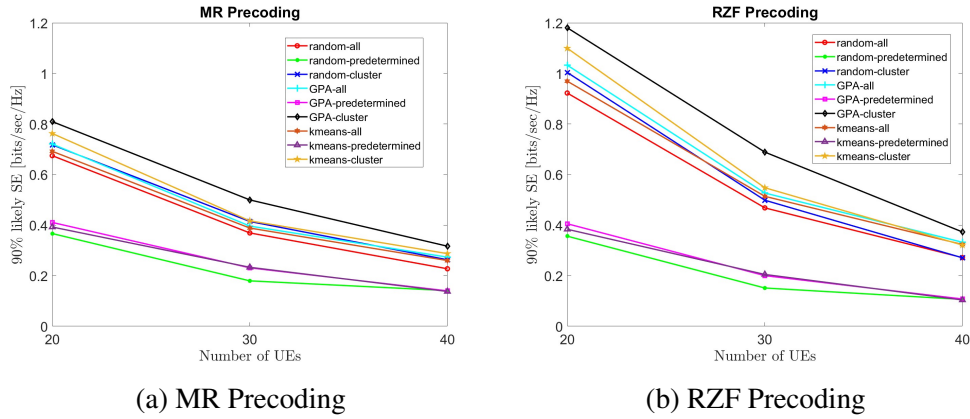 MR Precoding
1.2
1
0.8
0.6
0.4
0.2
0
20
30
40
90% likely SE [bits/sec/Hz]
Number of UEs
random-all
random-predetermined
random-cluster
GPA-all
GPA-predetermined
GPA-cluster
kmeans-all
kmeans-predetermined
kmeans-cluster
(a) MR Precoding
RZF Precoding
1.2
1
0.8
0.6
0.4
0.2
0
20
30
40
90% likely SE [bits/sec/Hz]
Number of UEs
random-all
random-predetermined
random-cluster
GPA-all
GPA-predetermined
GPA-cluster
kmeans-all
kmeans-predetermined
kmeans-cluster
(b) RZF Precoding